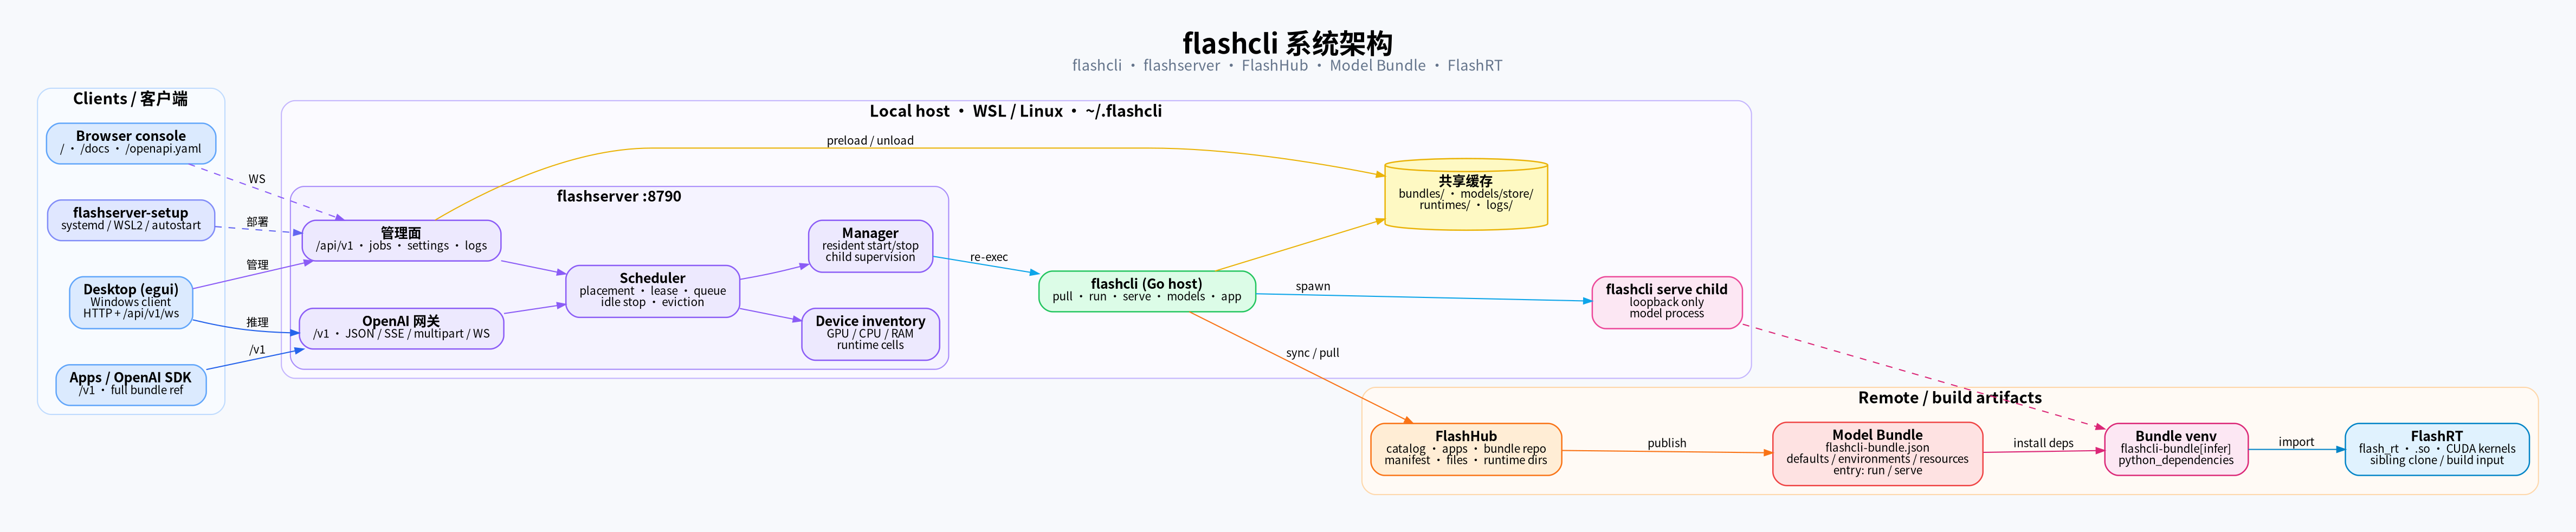 flashcli 系统架构
flashcli • flashserver • FlashHub • Model Bundle • FlashRT
Clients / 客户端
Browser console
/ • /docs • /openapi.yaml
flashserver-setup
systemd / WSL2 / autostart
Desktop (egui)
Windows client
HTTP + /api/v1/ws
Apps / OpenAI SDK
/v1 • full bundle ref
WS
部署
管理
推理
/v1
Local host • WSL / Linux • ~/.flashcli
preload / unload
flashserver :8790
管理面
/api/v1 • jobs • settings • logs
OpenAI 网关
/v1 • JSON / SSE / multipart / WS
Scheduler
placement • lease • queue
idle stop • eviction
Manager
resident start/stop
child supervision
Device inventory
GPU / CPU / RAM
runtime cells
re-exec
flashcli (Go host)
pull • run • serve • models • app
共享缓存
bundles/ • models/store/
runtimes/ • logs/
spawn
flashcli serve child
loopback only
model process
sync / pull
Remote / build artifacts
FlashHub
catalog • apps • bundle repo
manifest • files • runtime dirs
publish
Model Bundle
flashcli-bundle.json
defaults / environments / resources
entry: run / serve
install deps
Bundle venv
flashcli-bundle[infer]
python_dependencies
import
FlashRT
flash_rt • .so • CUDA kernels
sibling clone / build input